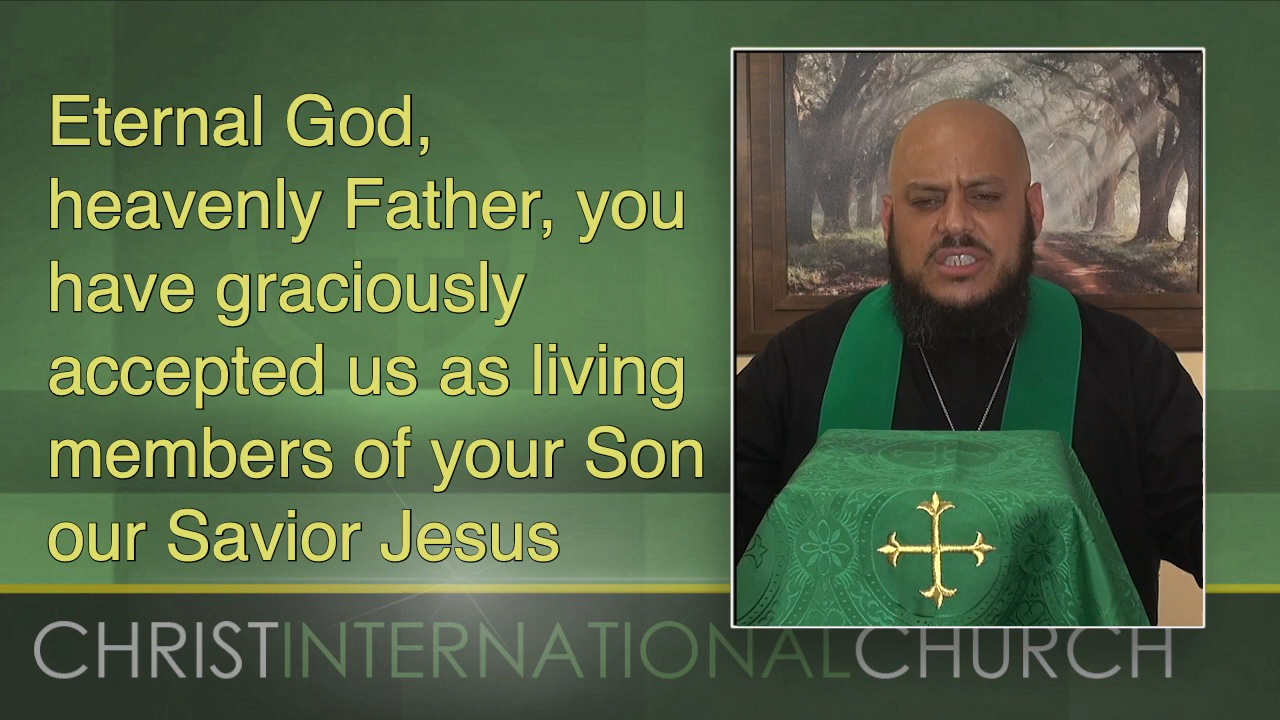 Eternal God,
heavenly Father, you
have graciously
accepted us as living
members of your Son
our Savior Jesus
CHRISTINTERNATIONALCHURCH